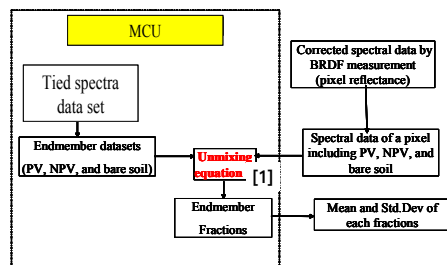 MCU
Tied spectra
data set
Endmember datasets
(PV, NPV, and bare soil)
Corrected spectral data by
BRDF measurement
(pixel reflectance)
Unmixing
equation [1]
Spectral data of a pixel
including PV, NPV, and
bare soil
Endmember
Fractions
Mean and Std.Dev of
each fractions